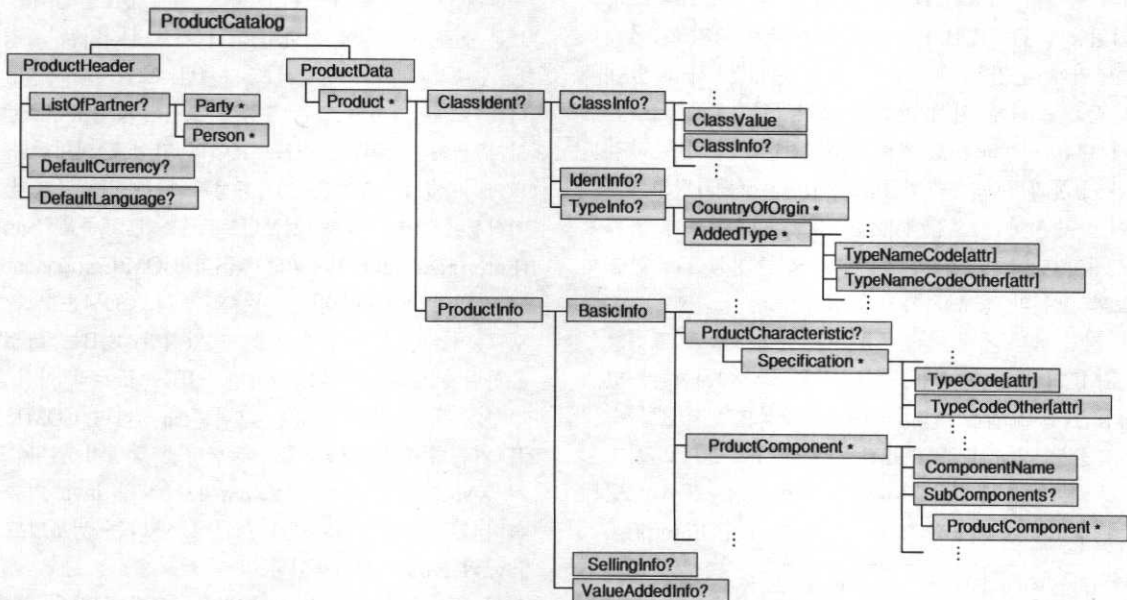 ProductCatalog
ProductHeader
ProductData
ListOfPartner?
Party *
Product *
ClassIdent?
ClassInfo?
Person *
ClassValue
ClassInfo?
DefaultCurrency?
DefaultLanguage?
IdentInfo?
TypeInfo?
CountryOfOrgin *
AddedType *
TypeNameCode[attr]
TypeNameCodeOther[attr]
ProductInfo
BasicInfo
PrductCharacteristic?
Specification *
TypeCode[attr]
TypeCodeOther[attr]
PrductComponent *
ComponentName
SubComponents?
ProductComponent *
SellingInfo?
ValueAddedInfo?